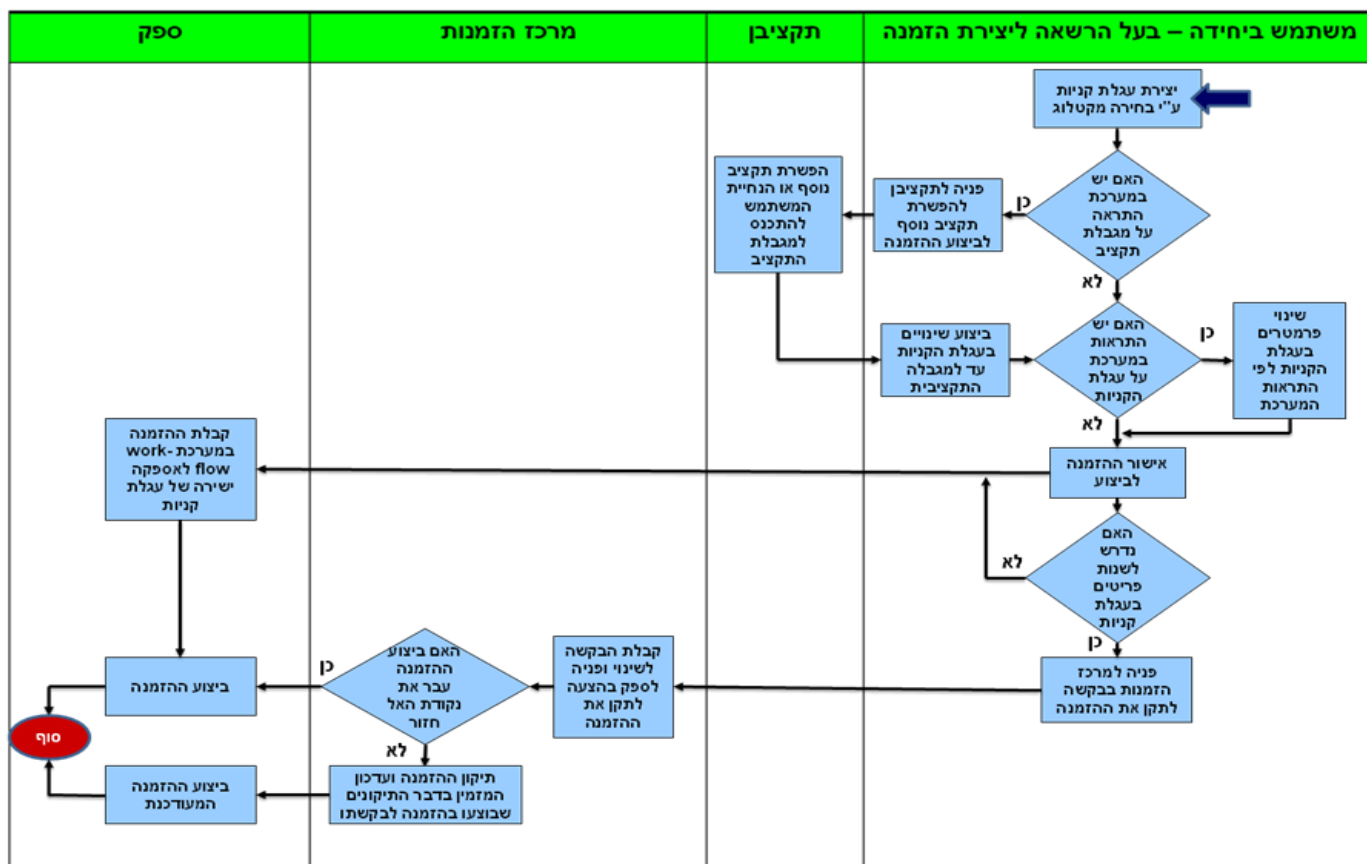 משתמש ביחידה – בעל הרשאה ליצירת הזמנה
תקציבן
מרכז הזמנות
ספק
יצירת עגלת קניות
ע"י בחירה מקטלוג
האם יש
במערכת
התראה
על מגבלת
תקציב
כן
לא
פניה לתקציבן
להפשרת
תקציב נוסף
לביצוע ההזמנה
הפשרת תקציב
נוסף או הנחיית
המשתמש
להתכנס
למגבלת
התקציב
ביצוע שינויים
בעגלת הקניות
עד למגבלה
התקציבית
האם יש
התראות
במערכת
על עגלת
הקניות
כן
לא
שינוי
פרמטרים
בעגלת
הקניות לפי
התראות
המערכת
אישור ההזמנה
לביצוע
קבלת ההזמנה
במערכת work-
flow לאספקה
ישירה של עגלת
קניות
האם
נדרש
לשנות
פריטים
בעגלת
קניות
לא
כן
פניה למרכז
הזמנות בבקשה
לתקן את ההזמנה
קבלת הבקשה
לשינוי ופניה
לספק בהצעה
לתקן את
ההזמנה
האם ביצוע
ההזמנה
עבר את
נקודת האל
חזור
כן
לא
ביצוע ההזמנה
תיקון ההזמנה ועדכון
המזמין בדבר התיקונים
שבוצעו בהזמנה לבקשתו
ביצוע ההזמנה
המעודכנת
סוף